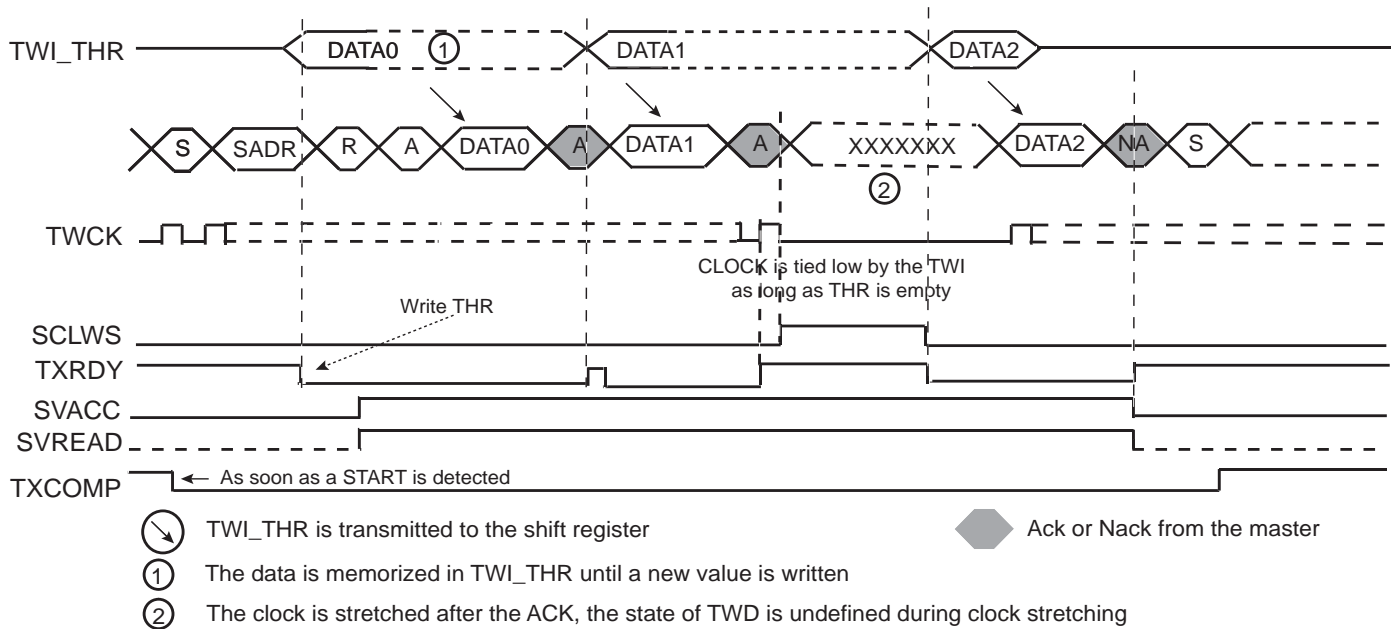 TWI_THR DATA0 1 DATA1 DATA2
S SADR R A DATA0 A DATA1 A XXXXXXX DATA2 NA S
2
TWCK
CLOCK is tied low by the TWI
as long as THR is empty
Write THR
SCLWS
TXRDY
SVACC
SVREAD
TXCOMP As soon as a START is detected
TWI_THR is transmitted to the shift register Ack or Nack from the master
1 The data is memorized in TWI_THR until a new value is written
2 The clock is stretched after the ACK, the state of TWD is undefined during clock stretching